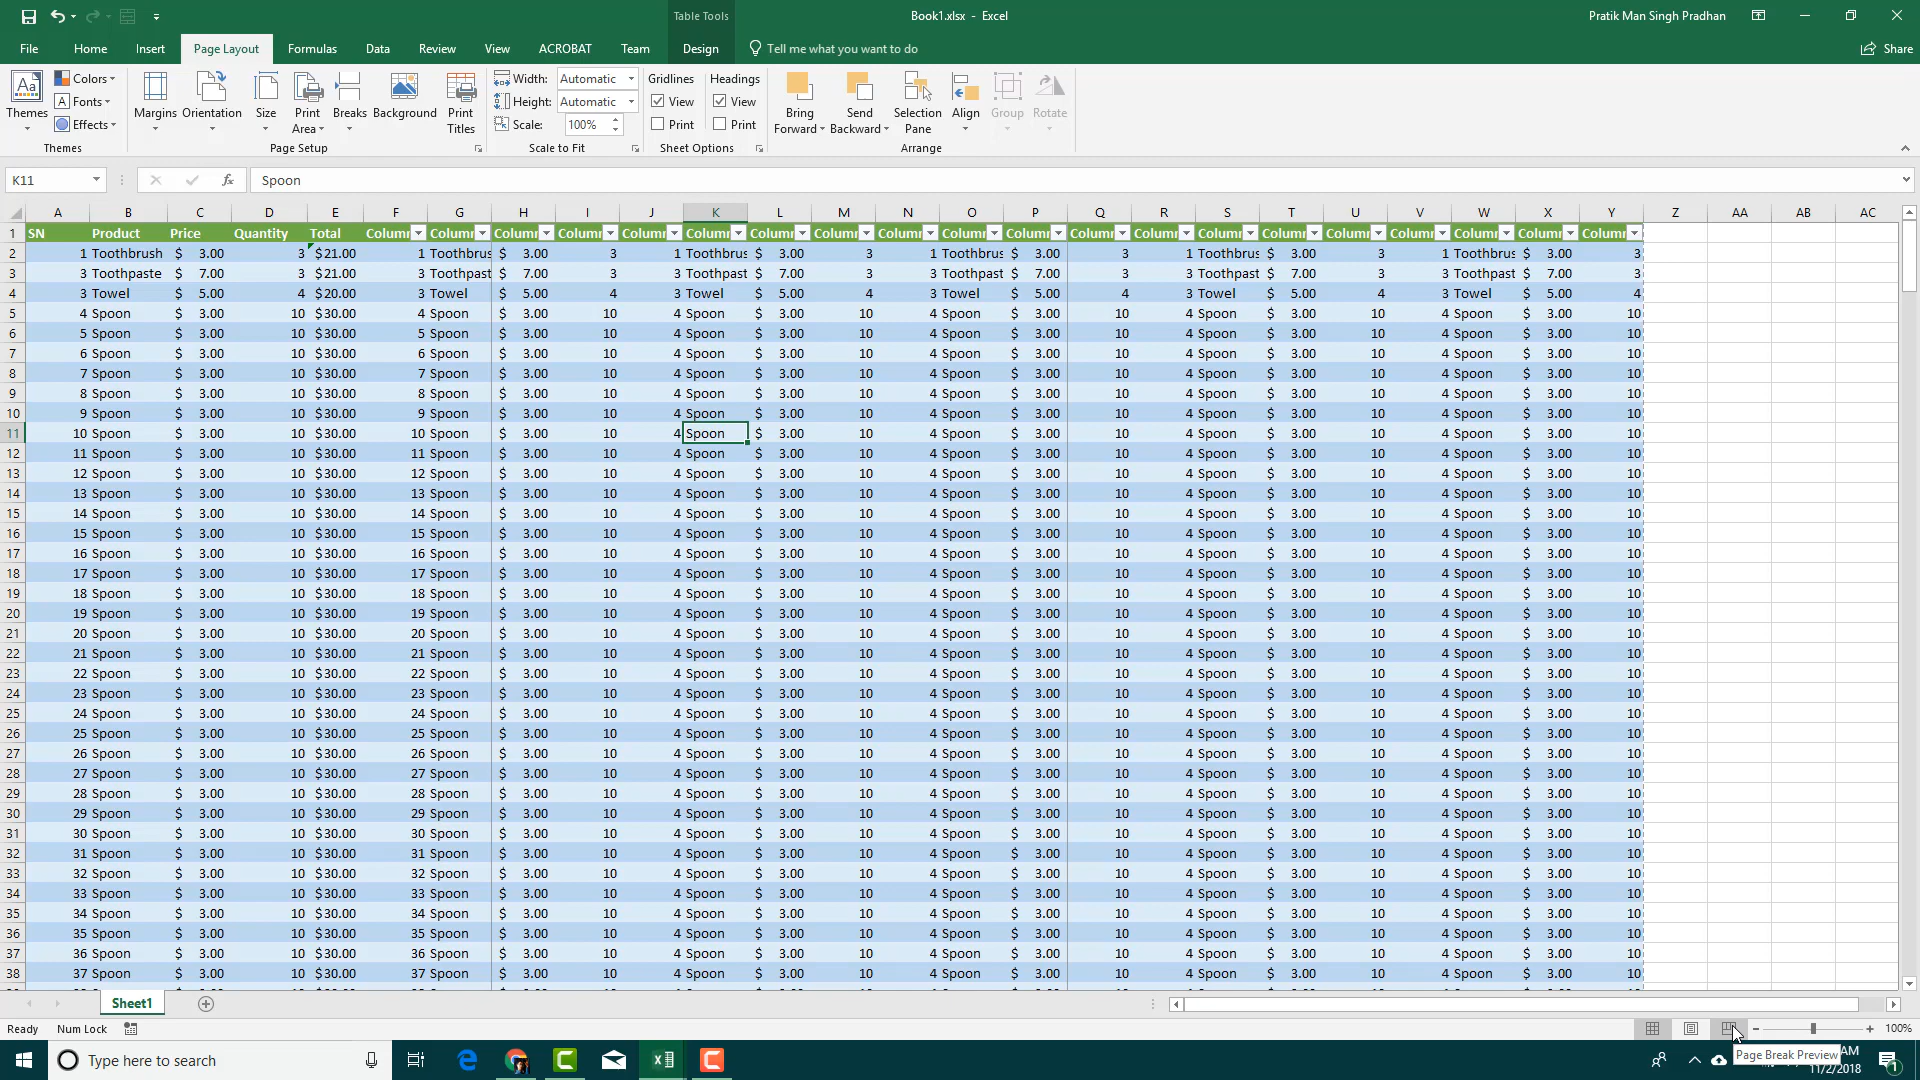 Table Tools
Book1.xlsx - Excel
Pratik Man Singh Pradhan
File Home Insert Page Layout Formulas Data Review View ACROBAT Team Design Tell me what you want to do Share
Themes Colors Fonts Effects Margins Orientation Size Print Area Breaks Background Print Titles Width: Automatic Height: Automatic Scale: 100% Gridlines View Print Headings View Print Bring Forward Send Backward Selection Pane Align Group Rotate
Themes Page Setup Scale to Fit Sheet Options Arrange
K11 fx Spoon
A B C D E F G H I J K L M N O P Q R S T U V W X Y Z AA AB AC
1 SN Product Price Quantity Total Column Column Column Column Column Column Column Column Column Column Column Column Column Column Column Column Column Column Column Column
2 1 Toothbrush $ 3.00 3 $21.00 1 Toothbrus $ 3.00 3 1 Toothbrus $ 3.00 3 1 Toothbrus $ 3.00 3 1 Toothbrus $ 3.00 3 1 Toothbrus $ 3.00 3
3 3 Toothpaste $ 7.00 3 $21.00 3 Toothpast $ 7.00 3 3 Toothpast $ 7.00 3 3 Toothpast $ 7.00 3 3 Toothpast $ 7.00 3 3 Toothpast $ 7.00 3
4 3 Towel $ 5.00 4 $20.00 3 Towel $ 5.00 4 3 Towel $ 5.00 4 3 Towel $ 5.00 4 3 Towel $ 5.00 4 3 Towel $ 5.00 4
5 4 Spoon $ 3.00 10 $30.00 4 Spoon $ 3.00 10 4 Spoon $ 3.00 10 4 Spoon $ 3.00 10 4 Spoon $ 3.00 10 4 Spoon $ 3.00 10
6 5 Spoon $ 3.00 10 $30.00 5 Spoon $ 3.00 10 4 Spoon $ 3.00 10 4 Spoon $ 3.00 10 4 Spoon $ 3.00 10 4 Spoon $ 3.00 10
7 6 Spoon $ 3.00 10 $30.00 6 Spoon $ 3.00 10 4 Spoon $ 3.00 10 4 Spoon $ 3.00 10 4 Spoon $ 3.00 10 4 Spoon $ 3.00 10
8 7 Spoon $ 3.00 10 $30.00 7 Spoon $ 3.00 10 4 Spoon $ 3.00 10 4 Spoon $ 3.00 10 4 Spoon $ 3.00 10 4 Spoon $ 3.00 10
9 8 Spoon $ 3.00 10 $30.00 8 Spoon $ 3.00 10 4 Spoon $ 3.00 10 4 Spoon $ 3.00 10 4 Spoon $ 3.00 10 4 Spoon $ 3.00 10
10 9 Spoon $ 3.00 10 $30.00 9 Spoon $ 3.00 10 4 Spoon $ 3.00 10 4 Spoon $ 3.00 10 4 Spoon $ 3.00 10 4 Spoon $ 3.00 10
11 10 Spoon $ 3.00 10 $30.00 10 Spoon $ 3.00 10 4 Spoon $ 3.00 10 4 Spoon $ 3.00 10 4 Spoon $ 3.00 10 4 Spoon $ 3.00 10
12 11 Spoon $ 3.00 10 $30.00 11 Spoon $ 3.00 10 4 Spoon $ 3.00 10 4 Spoon $ 3.00 10 4 Spoon $ 3.00 10 4 Spoon $ 3.00 10
13 12 Spoon $ 3.00 10 $30.00 12 Spoon $ 3.00 10 4 Spoon $ 3.00 10 4 Spoon $ 3.00 10 4 Spoon $ 3.00 10 4 Spoon $ 3.00 10
14 13 Spoon $ 3.00 10 $30.00 13 Spoon $ 3.00 10 4 Spoon $ 3.00 10 4 Spoon $ 3.00 10 4 Spoon $ 3.00 10 4 Spoon $ 3.00 10
15 14 Spoon $ 3.00 10 $30.00 14 Spoon $ 3.00 10 4 Spoon $ 3.00 10 4 Spoon $ 3.00 10 4 Spoon $ 3.00 10 4 Spoon $ 3.00 10
16 15 Spoon $ 3.00 10 $30.00 15 Spoon $ 3.00 10 4 Spoon $ 3.00 10 4 Spoon $ 3.00 10 4 Spoon $ 3.00 10 4 Spoon $ 3.00 10
17 16 Spoon $ 3.00 10 $30.00 16 Spoon $ 3.00 10 4 Spoon $ 3.00 10 4 Spoon $ 3.00 10 4 Spoon $ 3.00 10 4 Spoon $ 3.00 10
18 17 Spoon $ 3.00 10 $30.00 17 Spoon $ 3.00 10 4 Spoon $ 3.00 10 4 Spoon $ 3.00 10 4 Spoon $ 3.00 10 4 Spoon $ 3.00 10
19 18 Spoon $ 3.00 10 $30.00 18 Spoon $ 3.00 10 4 Spoon $ 3.00 10 4 Spoon $ 3.00 10 4 Spoon $ 3.00 10 4 Spoon $ 3.00 10
20 19 Spoon $ 3.00 10 $30.00 19 Spoon $ 3.00 10 4 Spoon $ 3.00 10 4 Spoon $ 3.00 10 4 Spoon $ 3.00 10 4 Spoon $ 3.00 10
21 20 Spoon $ 3.00 10 $30.00 20 Spoon $ 3.00 10 4 Spoon $ 3.00 10 4 Spoon $ 3.00 10 4 Spoon $ 3.00 10 4 Spoon $ 3.00 10
22 21 Spoon $ 3.00 10 $30.00 21 Spoon $ 3.00 10 4 Spoon $ 3.00 10 4 Spoon $ 3.00 10 4 Spoon $ 3.00 10 4 Spoon $ 3.00 10
23 22 Spoon $ 3.00 10 $30.00 22 Spoon $ 3.00 10 4 Spoon $ 3.00 10 4 Spoon $ 3.00 10 4 Spoon $ 3.00 10 4 Spoon $ 3.00 10
24 23 Spoon $ 3.00 10 $30.00 23 Spoon $ 3.00 10 4 Spoon $ 3.00 10 4 Spoon $ 3.00 10 4 Spoon $ 3.00 10 4 Spoon $ 3.00 10
25 24 Spoon $ 3.00 10 $30.00 24 Spoon $ 3.00 10 4 Spoon $ 3.00 10 4 Spoon $ 3.00 10 4 Spoon $ 3.00 10 4 Spoon $ 3.00 10
26 25 Spoon $ 3.00 10 $30.00 25 Spoon $ 3.00 10 4 Spoon $ 3.00 10 4 Spoon $ 3.00 10 4 Spoon $ 3.00 10 4 Spoon $ 3.00 10
27 26 Spoon $ 3.00 10 $30.00 26 Spoon $ 3.00 10 4 Spoon $ 3.00 10 4 Spoon $ 3.00 10 4 Spoon $ 3.00 10 4 Spoon $ 3.00 10
28 27 Spoon $ 3.00 10 $30.00 27 Spoon $ 3.00 10 4 Spoon $ 3.00 10 4 Spoon $ 3.00 10 4 Spoon $ 3.00 10 4 Spoon $ 3.00 10
29 28 Spoon $ 3.00 10 $30.00 28 Spoon $ 3.00 10 4 Spoon $ 3.00 10 4 Spoon $ 3.00 10 4 Spoon $ 3.00 10 4 Spoon $ 3.00 10
30 29 Spoon $ 3.00 10 $30.00 29 Spoon $ 3.00 10 4 Spoon $ 3.00 10 4 Spoon $ 3.00 10 4 Spoon $ 3.00 10 4 Spoon $ 3.00 10
31 30 Spoon $ 3.00 10 $30.00 30 Spoon $ 3.00 10 4 Spoon $ 3.00 10 4 Spoon $ 3.00 10 4 Spoon $ 3.00 10 4 Spoon $ 3.00 10
32 31 Spoon $ 3.00 10 $30.00 31 Spoon $ 3.00 10 4 Spoon $ 3.00 10 4 Spoon $ 3.00 10 4 Spoon $ 3.00 10 4 Spoon $ 3.00 10
33 32 Spoon $ 3.00 10 $30.00 32 Spoon $ 3.00 10 4 Spoon $ 3.00 10 4 Spoon $ 3.00 10 4 Spoon $ 3.00 10 4 Spoon $ 3.00 10
34 33 Spoon $ 3.00 10 $30.00 33 Spoon $ 3.00 10 4 Spoon $ 3.00 10 4 Spoon $ 3.00 10 4 Spoon $ 3.00 10 4 Spoon $ 3.00 10
35 34 Spoon $ 3.00 10 $30.00 34 Spoon $ 3.00 10 4 Spoon $ 3.00 10 4 Spoon $ 3.00 10 4 Spoon $ 3.00 10 4 Spoon $ 3.00 10
36 35 Spoon $ 3.00 10 $30.00 35 Spoon $ 3.00 10 4 Spoon $ 3.00 10 4 Spoon $ 3.00 10 4 Spoon $ 3.00 10 4 Spoon $ 3.00 10
37 36 Spoon $ 3.00 10 $30.00 36 Spoon $ 3.00 10 4 Spoon $ 3.00 10 4 Spoon $ 3.00 10 4 Spoon $ 3.00 10 4 Spoon $ 3.00 10
38 37 Spoon $ 3.00 10 $30.00 37 Spoon $ 3.00 10 4 Spoon $ 3.00 10 4 Spoon $ 3.00 10 4 Spoon $ 3.00 10 4 Spoon $ 3.00 10
Sheet1
Ready Num Lock 100%
Type here to search
Page Break Preview AM
11/2/2018
1